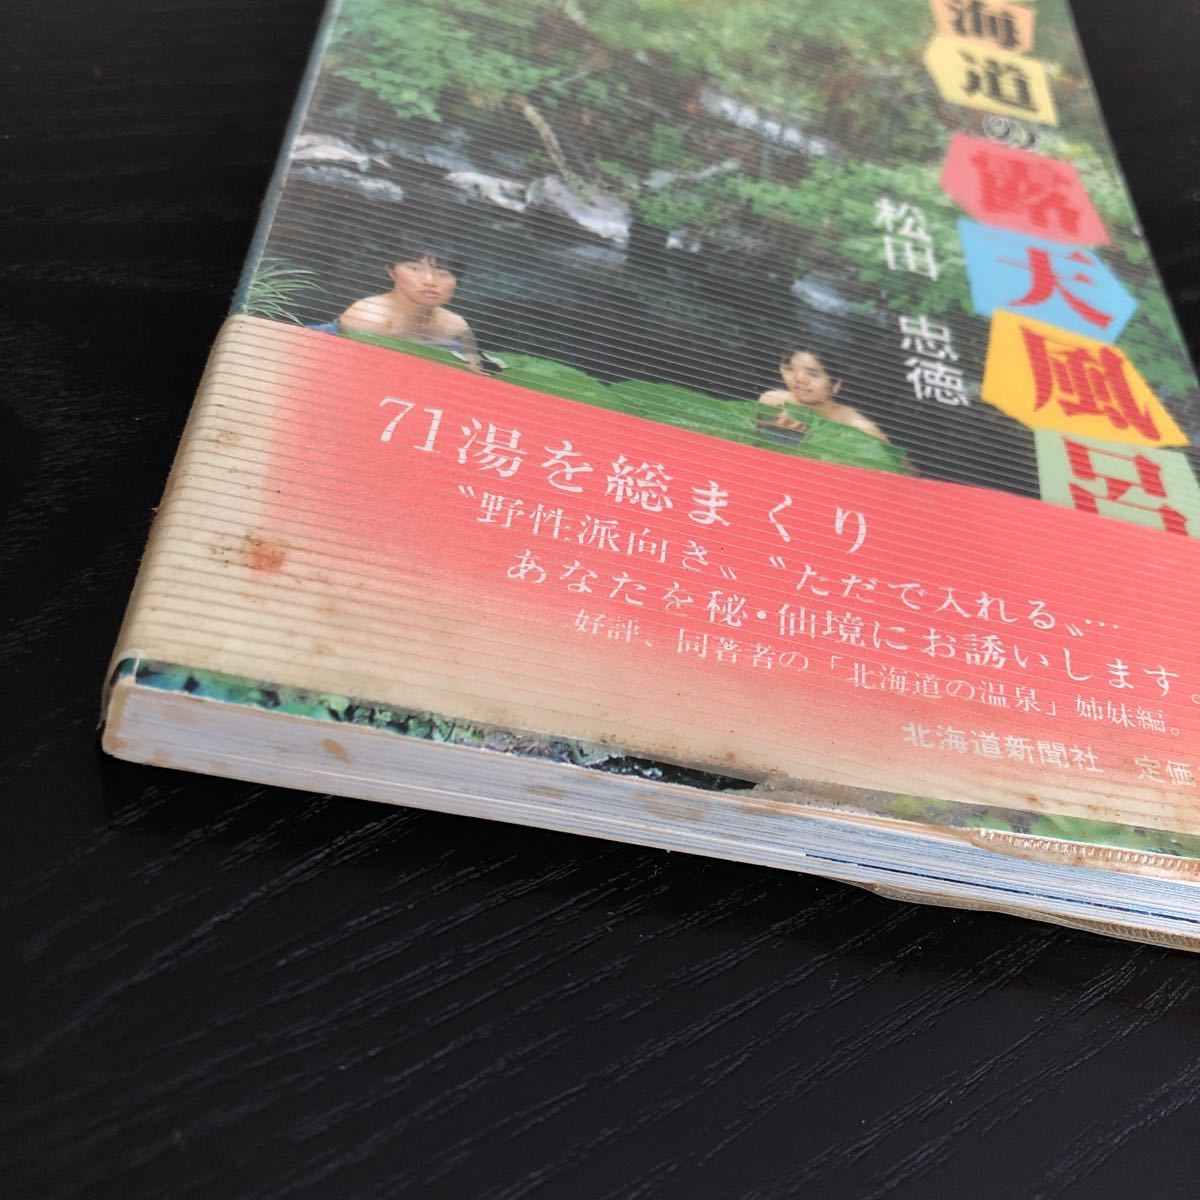 海道の露天風呂
松田 忠徳
71湯を総まくり
〝野性派向き〟〝ただで入れる〟…
あなたを秘・仙境にお誘いします。
好評、同著者の「北海道の温泉」姉妹編。
北海道新聞社 定価